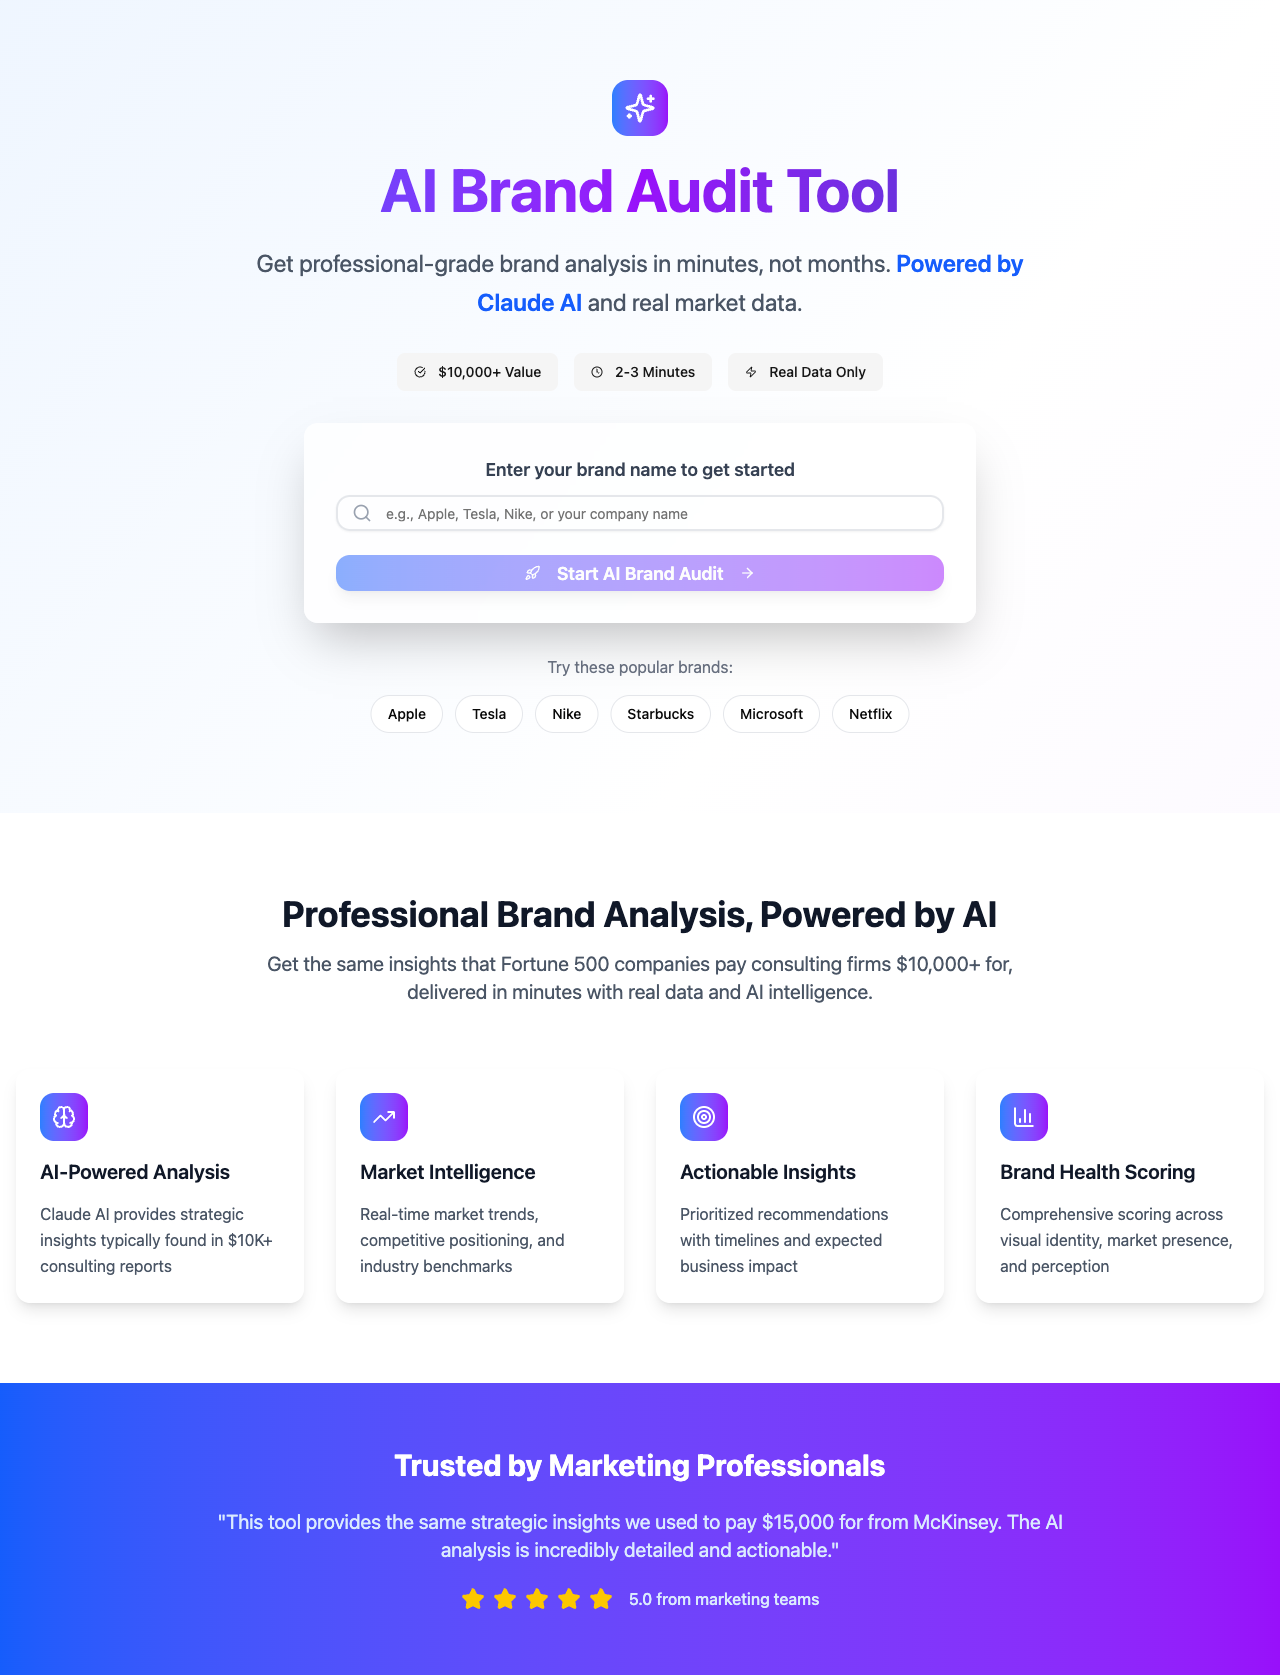 AI Brand Audit Tool
Get professional-grade brand analysis in minutes, not months. Powered by
Claude AI and real market data.
$10,000+ Value
2-3 Minutes
Real Data Only
Enter your brand name to get started
e.g., Apple, Tesla, Nike, or your company name
Start AI Brand Audit
Try these popular brands:
Apple
Tesla
Nike
Starbucks
Microsoft
Netflix
Professional Brand Analysis, Powered by AI
Get the same insights that Fortune 500 companies pay consulting firms $10,000+ for,
delivered in minutes with real data and AI intelligence.
AI-Powered Analysis
Claude AI provides strategic
insights typically found in $10K+
consulting reports
Market Intelligence
Real-time market trends,
competitive positioning, and
industry benchmarks
Actionable Insights
Prioritized recommendations
with timelines and expected
business impact
Brand Health Scoring
Comprehensive scoring across
visual identity, market presence,
and perception
Trusted by Marketing Professionals
"This tool provides the same strategic insights we used to pay $15,000 for from McKinsey. The AI
analysis is incredibly detailed and actionable."
5.0 from marketing teams